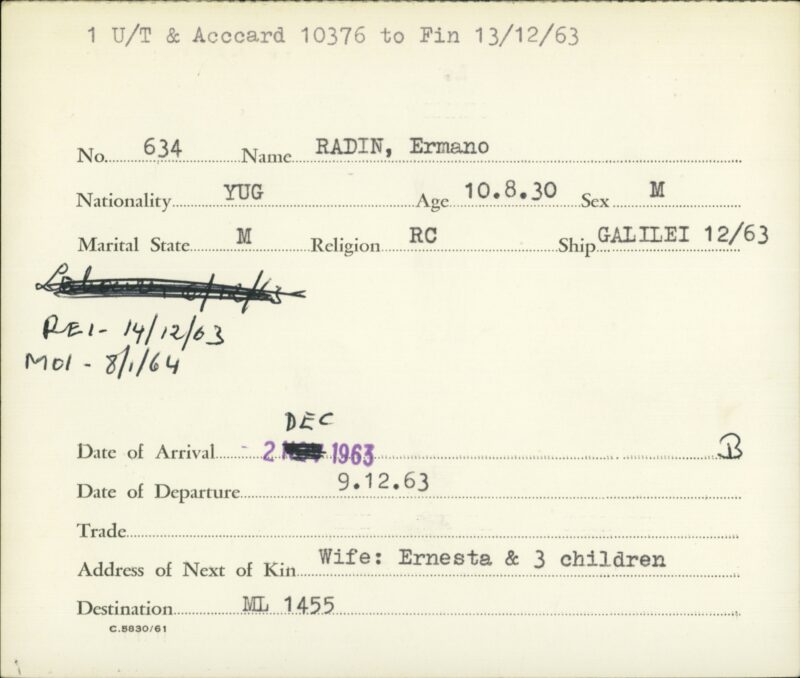 1 U/T & Acccard 10376 to Fin 13/12/63
No. 634 Name RADIN, Ermano
Nationality YUG Age 10.8.30 Sex M
Marital State M Religion RC Ship GALILEI 12/63
6/12/63
REI- 14/12/63
MOI - 8/1/64
DEC
Date of Arrival - 2 1963 B
Date of Departure 9.12.63
Trade
Address of Next of Kin Wife: Ernesta & 3 children
Destination ML 1455
C.5830/61